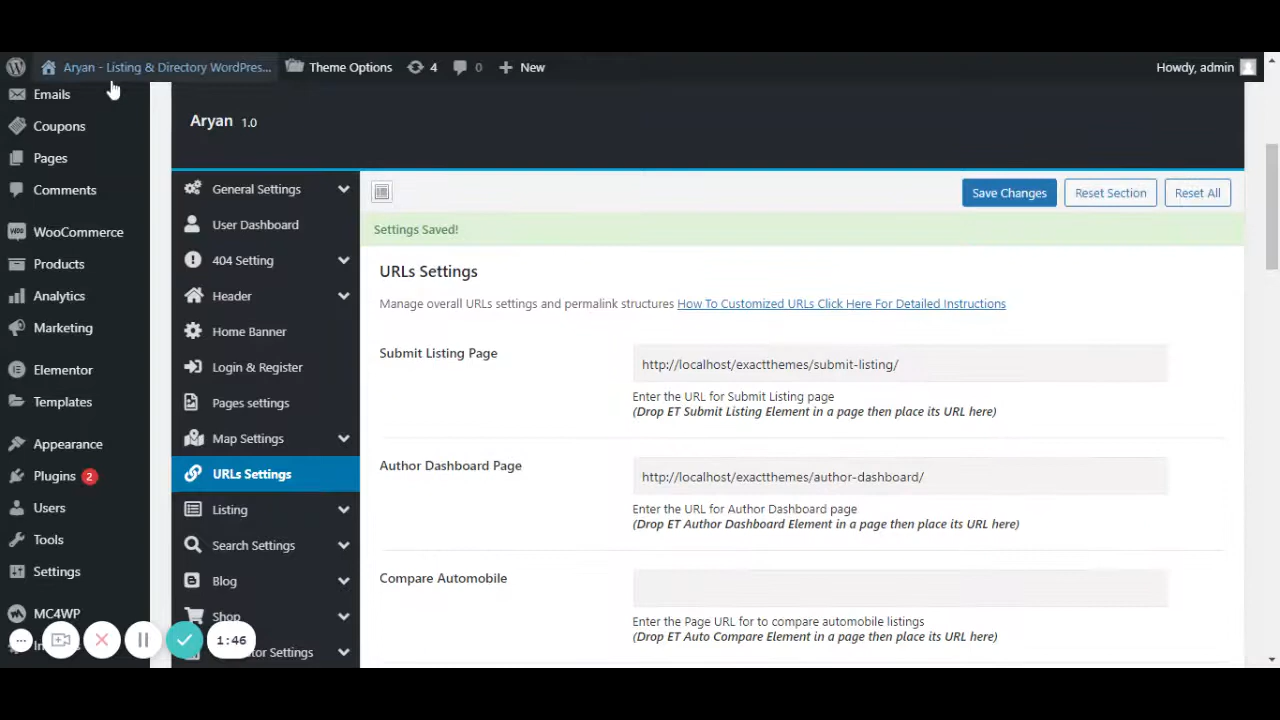 Aryan - Listing & Directory WordPres...
Theme Options
4
0
New
Howdy, admin
Emails
Coupons
Pages
Comments
WooCommerce
Products
Analytics
Marketing
Elementor
Templates
Appearance
Plugins 2
Users
Tools
Settings
MC4WP
1:46
Aryan 1.0
General Settings
User Dashboard
404 Setting
Header
Home Banner
Login & Register
Pages settings
Map Settings
URLs Settings
Listing
Search Settings
Blog
Shop
Settings
Save Changes
Reset Section
Reset All
Settings Saved!
URLs Settings
Manage overall URLs settings and permalink structures How To Customized URLs Click Here For Detailed Instructions
Submit Listing Page
http://localhost/exactthemes/submit-listing/
Enter the URL for Submit Listing page
(Drop ET Submit Listing Element in a page then place its URL here)
Author Dashboard Page
http://localhost/exactthemes/author-dashboard/
Enter the URL for Author Dashboard page
(Drop ET Author Dashboard Element in a page then place its URL here)
Compare Automobile
Enter the Page URL for to compare automobile listings
(Drop ET Auto Compare Element in a page then place its URL here)